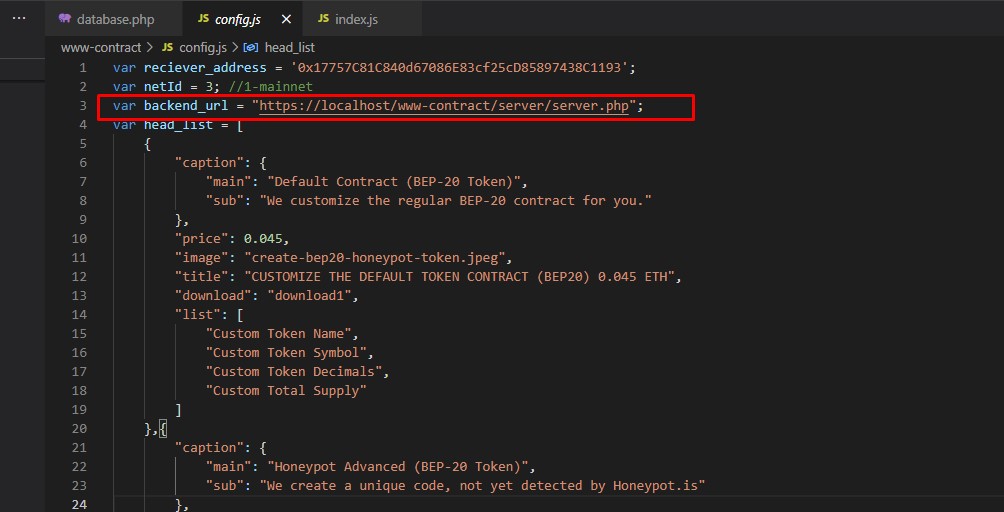 ··· database.php JS config.js × JS index.js
www-contract > JS config.js > head_list
1 var reciever_address = '0x17757C81C840d67086E83cf25cD85897438C1193';
2 var netId = 3; //1-mainnet
3 var backend_url = "https://localhost/www-contract/server/server.php";
4 var head_list = [
5 {
6 "caption": {
7 "main": "Default Contract (BEP-20 Token)",
8 "sub": "We customize the regular BEP-20 contract for you."
9 },
10 "price": 0.045,
11 "image": "create-bep20-honeypot-token.jpeg",
12 "title": "CUSTOMIZE THE DEFAULT TOKEN CONTRACT (BEP20) 0.045 ETH",
13 "download": "download1",
14 "list": [
15 "Custom Token Name",
16 "Custom Token Symbol",
17 "Custom Token Decimals",
18 "Custom Total Supply"
19 ]
20 },{
21 "caption": {
22 "main": "Honeypot Advanced (BEP-20 Token)",
23 "sub": "We create a unique code, not yet detected by Honeypot.is"
24 },